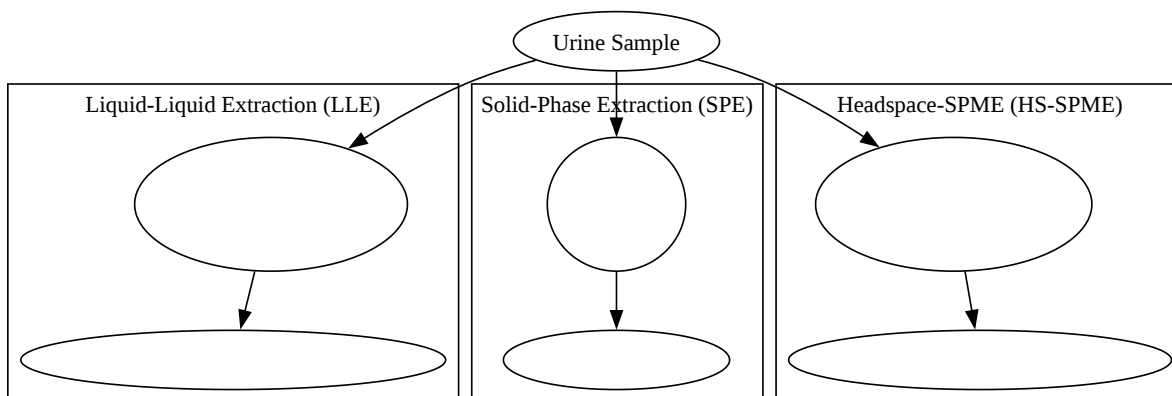 Urine Sample
Liquid-Liquid Extraction (LLE)
Solid-Phase Extraction (SPE)
Headspace-SPME (HS-SPME)